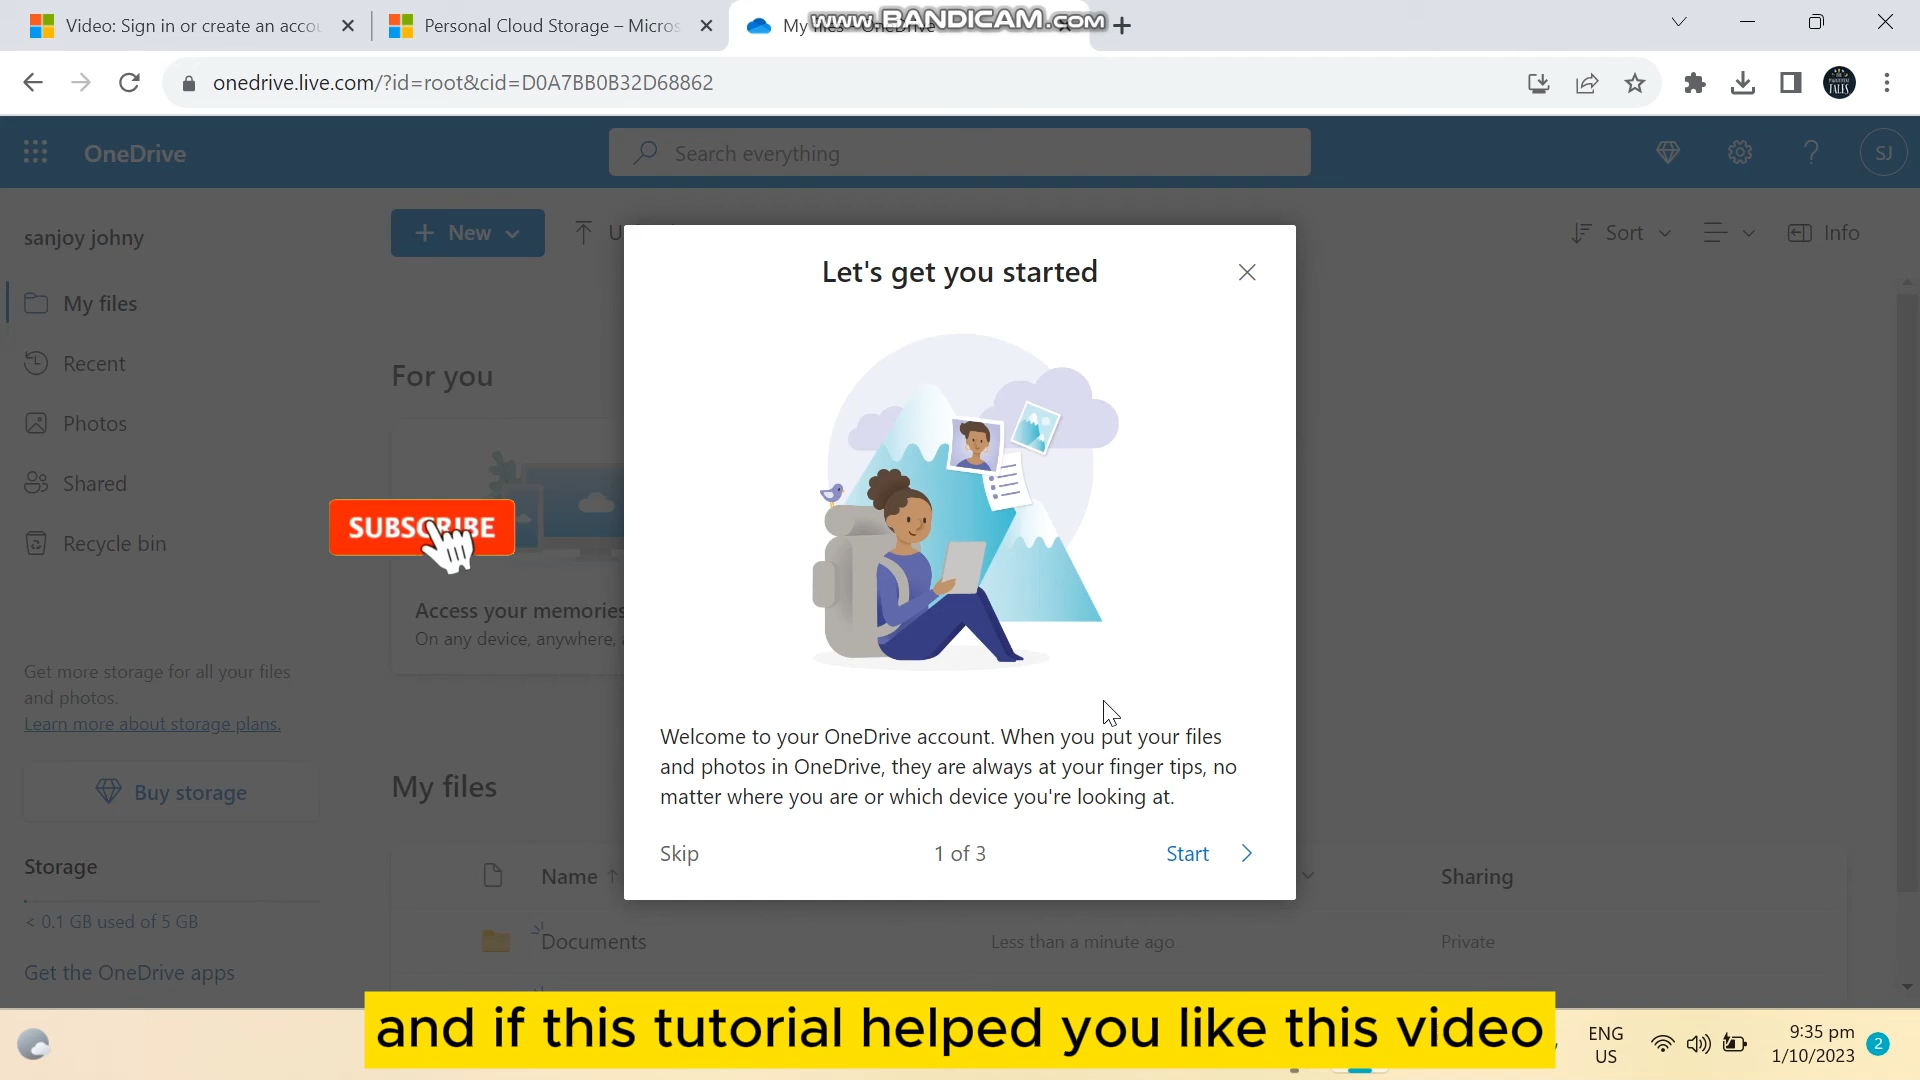 Video: Sign in or create an accou
Personal Cloud Storage – Micros
My files - OneDrive
www.BANDICAM.com
onedrive.live.com/?id=root&cid=D0A7BB0B32D68862
OneDrive
Search everything
SJ
sanjoy johny
New
Sort
Info
My files
Recent
Photos
Shared
Recycle bin
For you
SUBSCRIBE
Access your memories
On any device, anywhere,
Let's get you started
Welcome to your OneDrive account. When you put your files
and photos in OneDrive, they are always at your finger tips, no
matter where you are or which device you're looking at.
Skip
1 of 3
Start
Get more storage for all your files
and photos.
Learn more about storage plans.
Buy storage
My files
Storage
< 0.1 GB used of 5 GB
Get the OneDrive apps
Name
Sharing
Documents
Less than a minute ago
Private
and if this tutorial helped you like this video
ENG
US
9:35 pm
1/10/2023
2